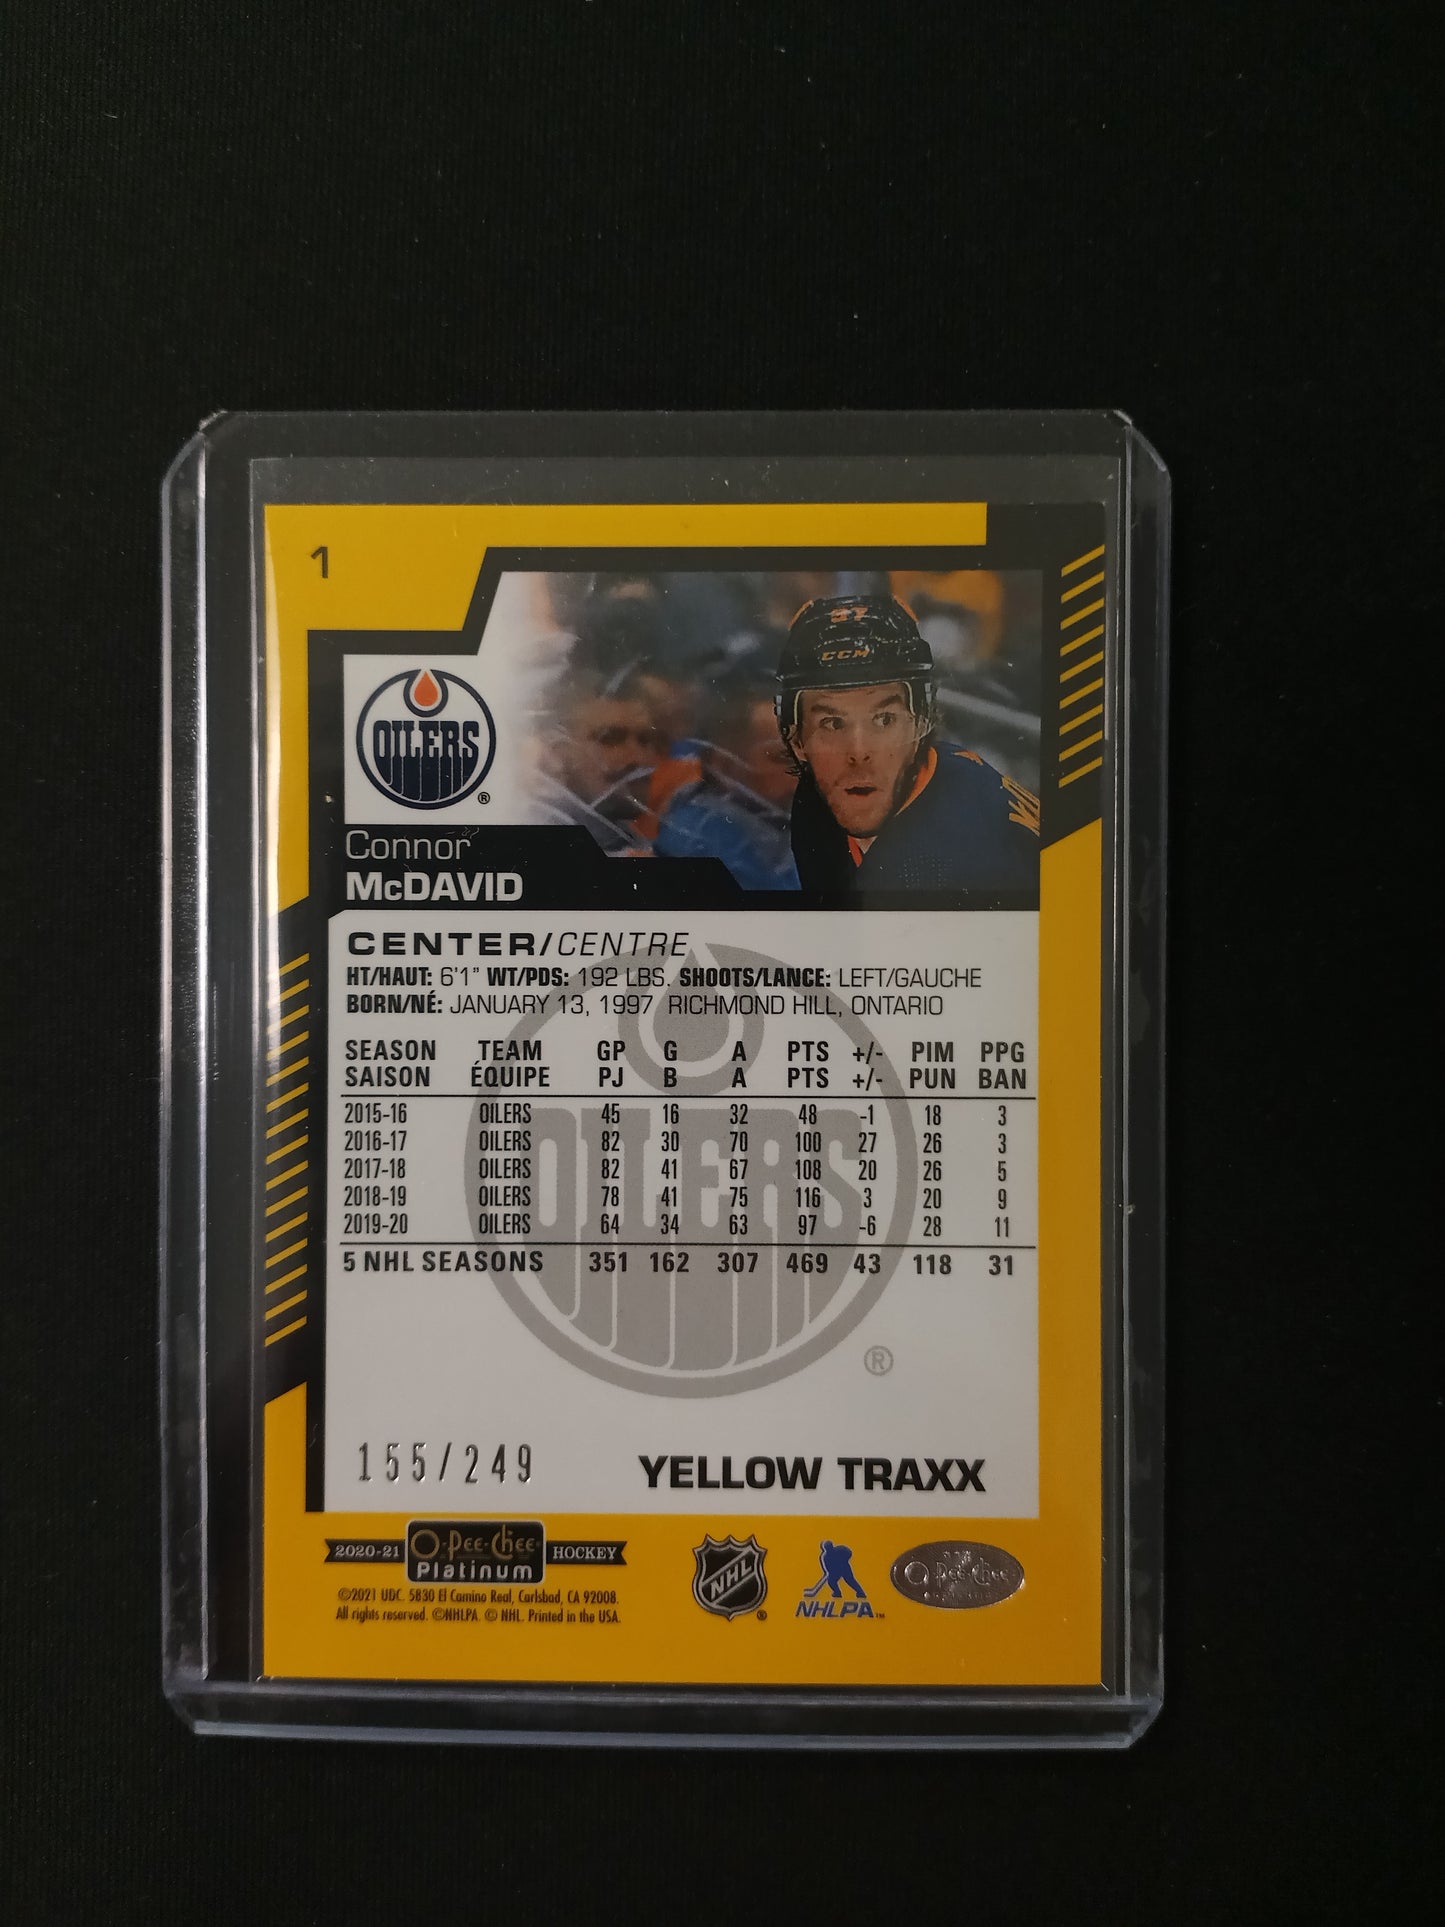 1
97
CCM
OILERS
®
Connor
McDAVID
CENTER/CENTRE
HT/HAUT: 6'1" WT/PDS: 192 LBS. SHOOTS/LANCE: LEFT/GAUCHE
BORN/NÉ: JANUARY 13, 1997 RICHMOND HILL, ONTARIO
SEASON TEAM GP G A PTS +/- PIM PPG
SAISON ÉQUIPE PJ B A PTS +/- PUN BAN
2015-16 OILERS 45 16 32 48 -1 18 3
2016-17 OILERS 82 30 70 100 27 26 3
2017-18 OILERS 82 41 67 108 20 26 5
2018-19 OILERS 78 41 75 116 3 20 9
2019-20 OILERS 64 34 63 97 -6 28 11
5 NHL SEASONS 351 162 307 469 43 118 31
OILERS
®
155/249 YELLOW TRAXX
2020-21 O-Pee-Chee Platinum HOCKEY
©2021 UDC. 5830 El Camino Real, Carlsbad, CA 92008.
All rights reserved. ©NHLPA. © NHL. Printed in the USA.
NHL ®
NHLPA™
O-Pee-Chee